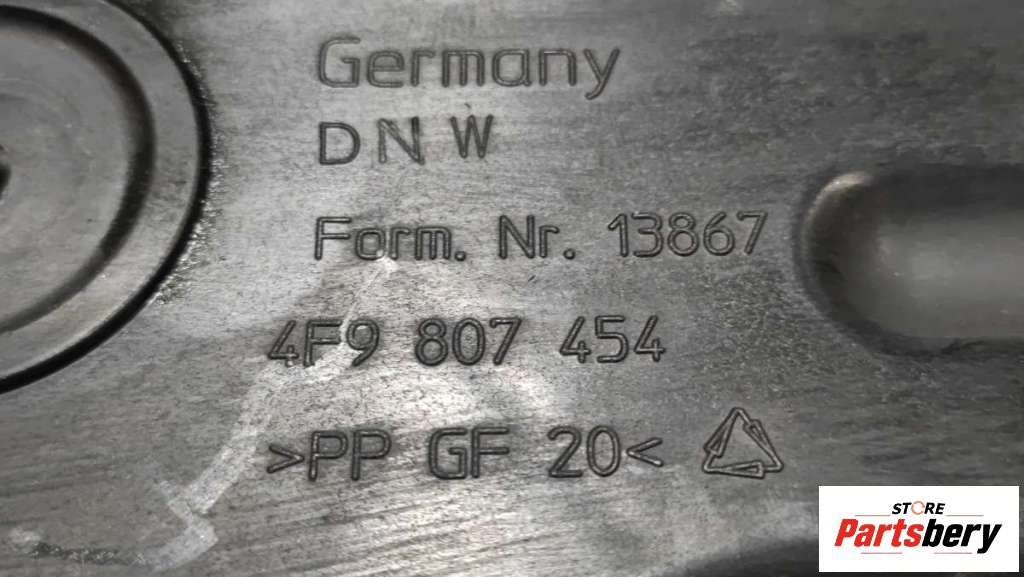 Germany
D N W
Form. Nr. 13867
4F9 807 454
>PP GF 20<
STORE
Partsbery